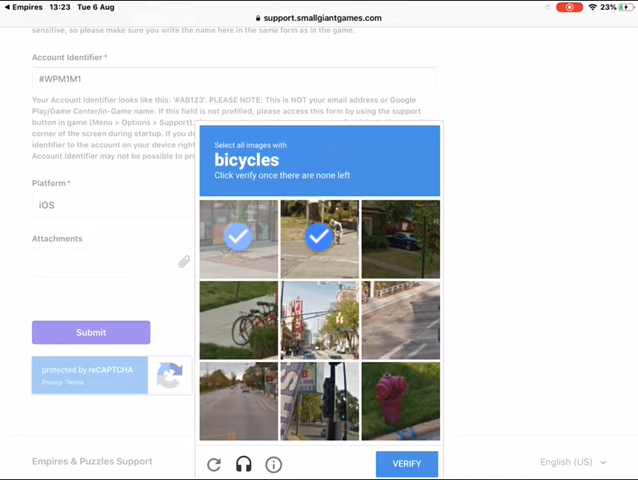 Empires 13:23 Tue 6 Aug 23%
support.smallgiantgames.com
sensitive, so please make sure you write the name here in the same form as in the game.
Account Identifier *
#WPM1M1
Your Account Identifier looks like this: '#AB123'. PLEASE NOTE: This is NOT your email address or Google
Play/Game Center/in-Game name. If this field is not prefilled, please access this form by using the support
button in game (Menu > Options > Support).
corner of the screen during startup. If you do
identifier to the account on your device right
Account Identifier may not be possible to pro
Select all images with
bicycles
Click verify once there are none left
Platform *
iOS
Attachments
Submit
protected by reCAPTCHA
Privacy - Terms
VERIFY
Empires & Puzzles Support
English (US)